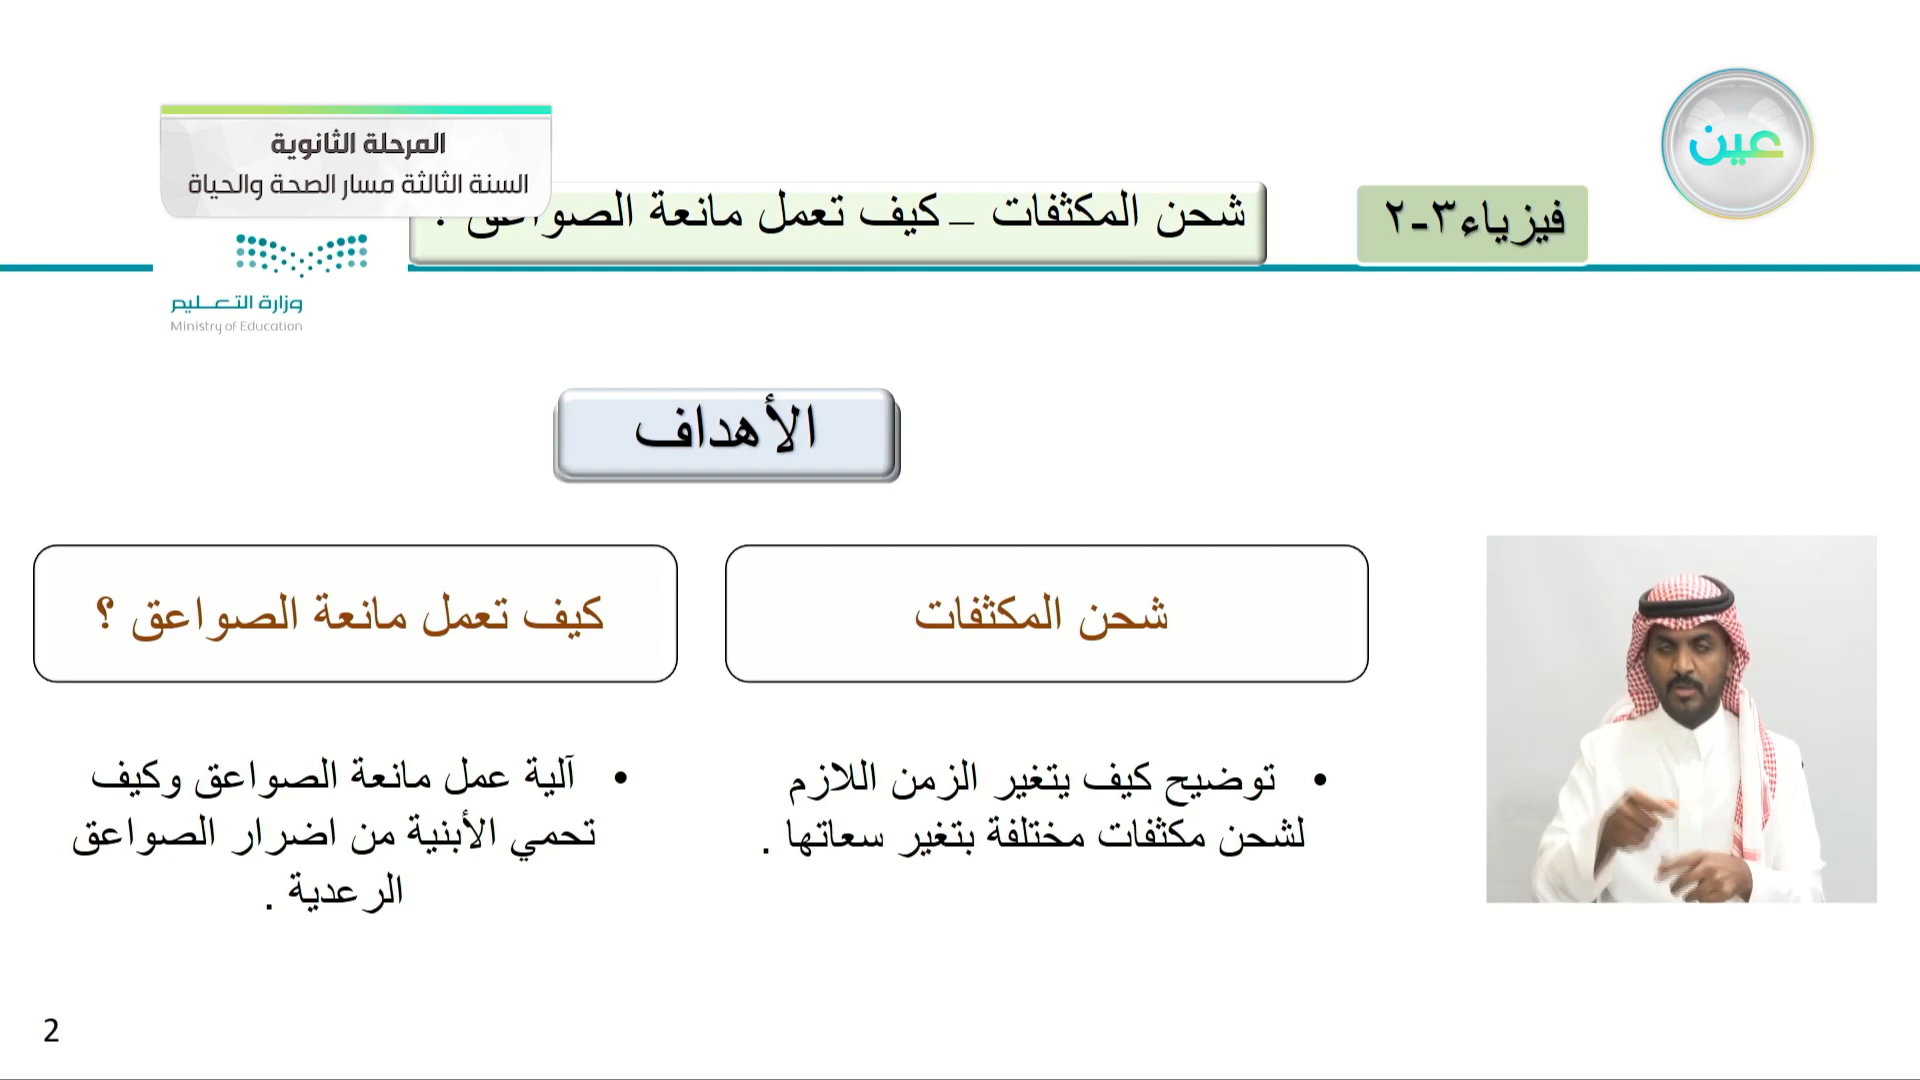 عين
المرحلة الثانوية
السنة الثالثة مسار الصحة والحياة
فيزياء٣-٢
شحن المكثفات – كيف تعمل مانعة الصواعق ؟
وزارة التعليم
Ministry of Education
الأهداف
شحن المكثفات
كيف تعمل مانعة الصواعق ؟
• توضيح كيف يتغير الزمن اللازم
لشحن مكثفات مختلفة بتغير سعاتها .
• آلية عمل مانعة الصواعق وكيف
تحمي الأبنية من اضرار الصواعق
الرعدية .
2